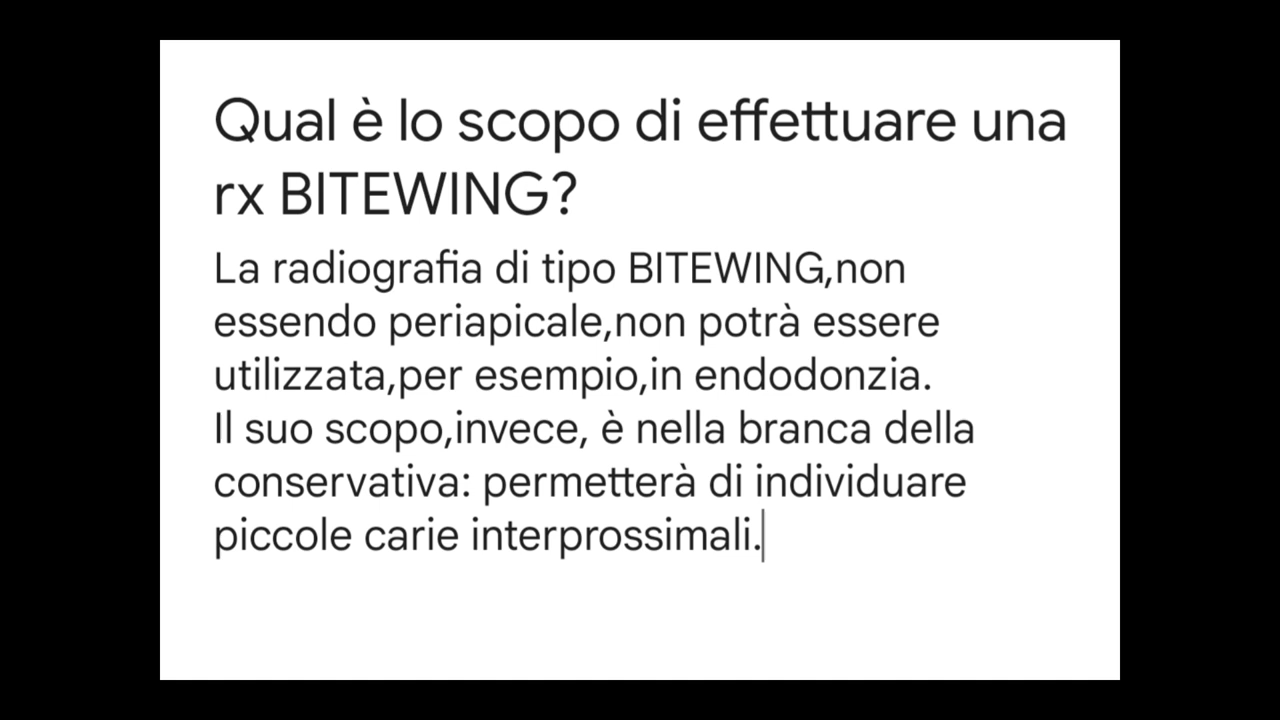 Qual è lo scopo di effettuare una
rx BITEWING?
La radiografia di tipo BITEWING,non
essendo periapicale,non potrà essere
utilizzata,per esempio,in endodonzia.
Il suo scopo,invece, è nella branca della
conservativa: permetterà di individuare
piccole carie interprossimali.